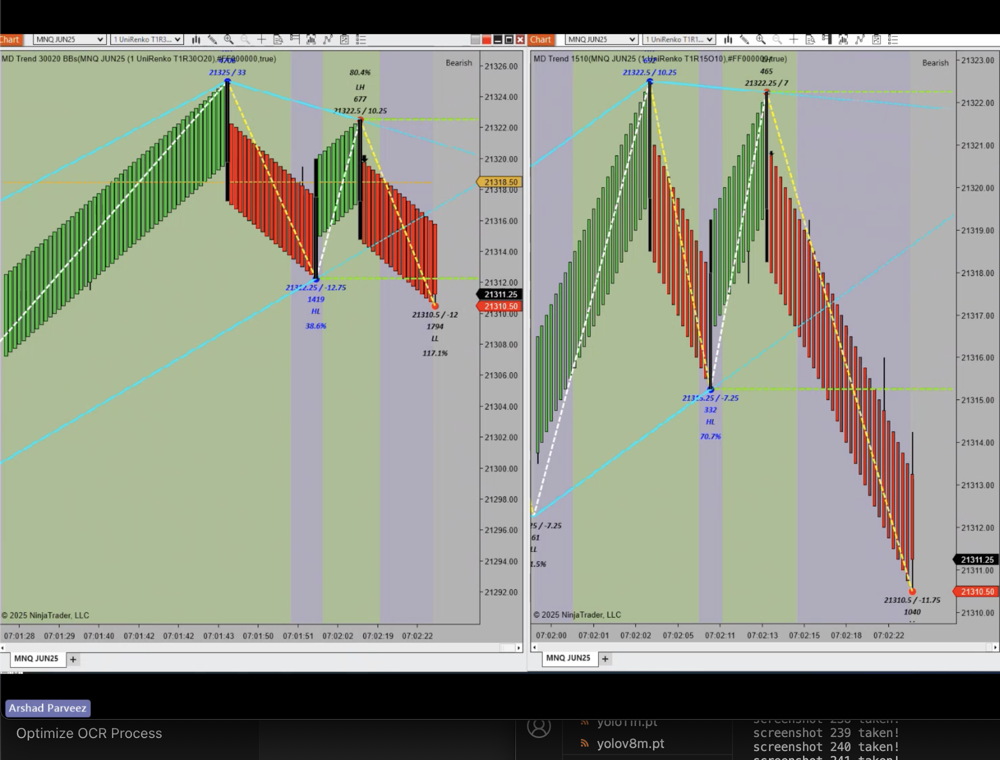 Chart
MNQ JUN25
1 UniRenko T1R3...
MD Trend 30020 BBs(MNQ JUN25 (1 UniRenko T1R30O20),#FF000000,true)
Bearish
21325 / 33
80.4%
LH
677
21322.5 / 10.25
21312.25 / -12.75
1419
HL
38.6%
21310.5 / -12
1794
LL
117.1%
21326.00
21324.00
21322.00
21320.00
21318.50
21318.00
21316.00
21314.00
21312.00
21311.25
21310.50
21310.00
21308.00
21306.00
21304.00
21302.00
21300.00
21298.00
21296.00
21294.00
21292.00
© 2025 NinjaTrader, LLC
07:01:28 07:01:29 07:01:40 07:01:42 07:01:42 07:01:43 07:01:50 07:01:51 07:02:02 07:02:19 07:02:22
MNQ JUN25 +
Chart
MNQ JUN25
1 UniRenko T1R1...
MD Trend 1510(MNQ JUN25 (1 UniRenko T1R15O10),#FF000000,true)
Bearish
21322.5 / 10.25
465
21322.25 / 7
21315.25 / -7.25
332
HL
70.7%
5 / -7.25
61
LL
1.5%
21310.5 / -11.75
1040
21323.00
21322.00
21321.00
21320.00
21319.00
21318.00
21317.00
21316.00
21315.00
21314.00
21313.00
21312.00
21311.25
21311.00
21310.50
21310.00
© 2025 NinjaTrader, LLC
07:02:00 07:02:01 07:02:02 07:02:05 07:02:11 07:02:13 07:02:15 07:02:18 07:02:22
MNQ JUN25 +
Arshad Parveez
Optimize OCR Process
yolo11n.pt
yolov8m.pt
screenshot 238 taken!
screenshot 239 taken!
screenshot 240 taken!
screenshot 241 taken!